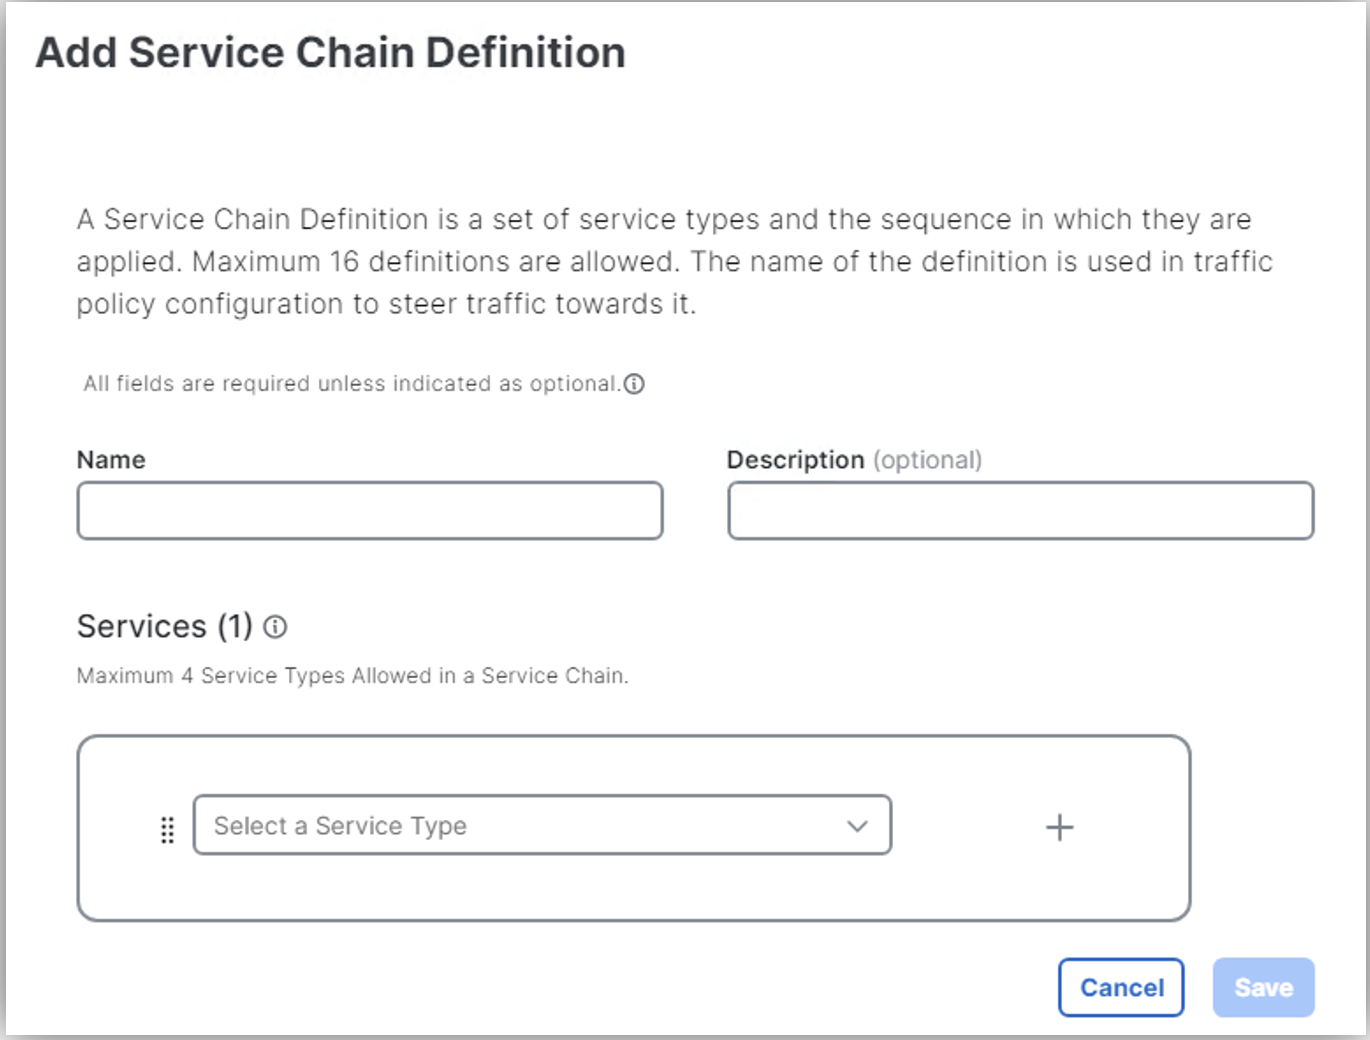 Add Service Chain Definition
A Service Chain Definition is a set of service types and the sequence in which they are
applied. Maximum 16 definitions are allowed. The name of the definition is used in traffic
policy configuration to steer traffic towards it.
All fields are required unless indicated as optional.
Name
Description (optional)
Services (1)
Maximum 4 Service Types Allowed in a Service Chain.
Select a Service Type
Cancel
Save